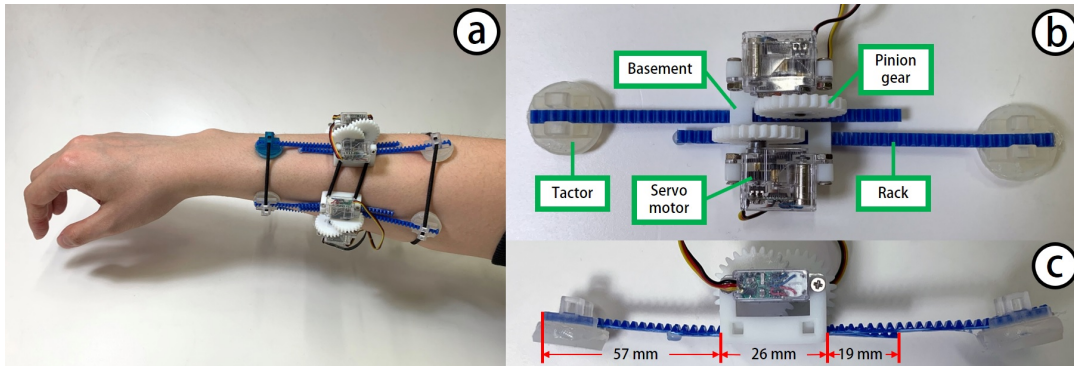 a
b
Basement
Pinion
gear
Tactor
Servo
motor
Rack
c
57 mm
26 mm
19 mm